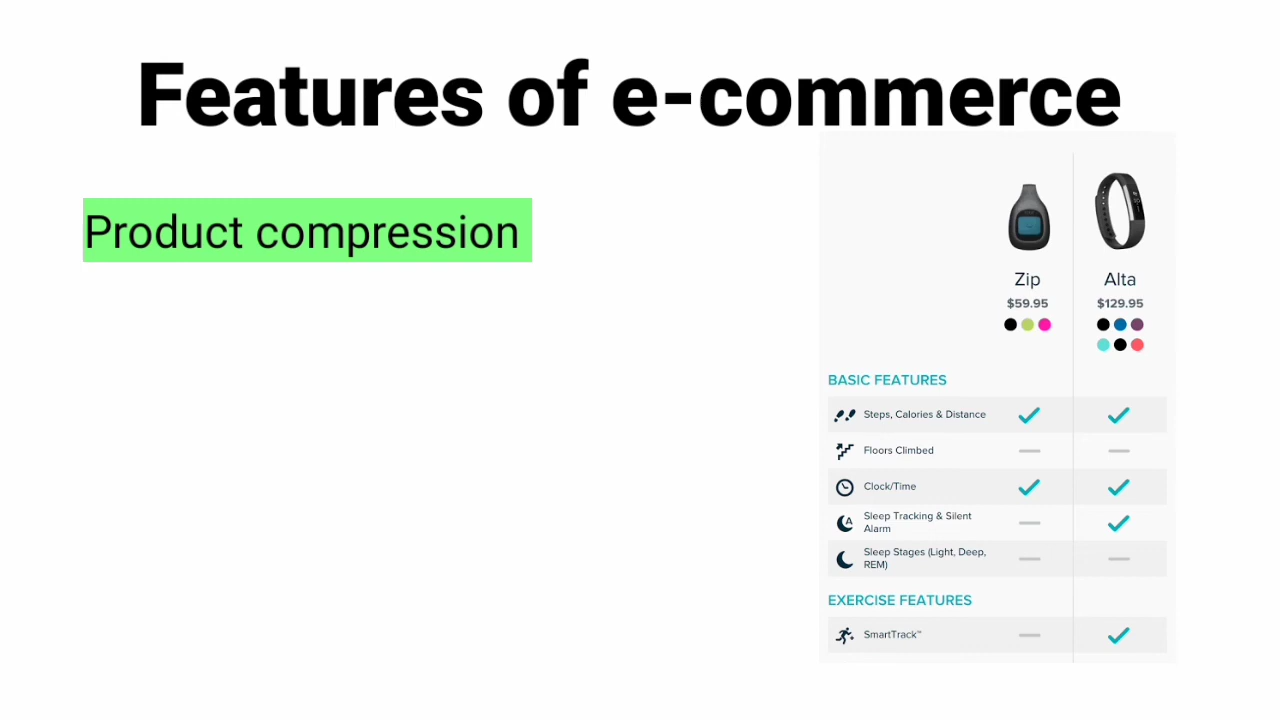 Features of e-commerce
Product compression
Zip
Alta
$59.95
$129.95
BASIC FEATURES
Steps, Calories & Distance
Floors Climbed
Clock/Time
Sleep Tracking & Silent
Alarm
Sleep Stages (Light, Deep,
REM)
EXERCISE FEATURES
SmartTrack™